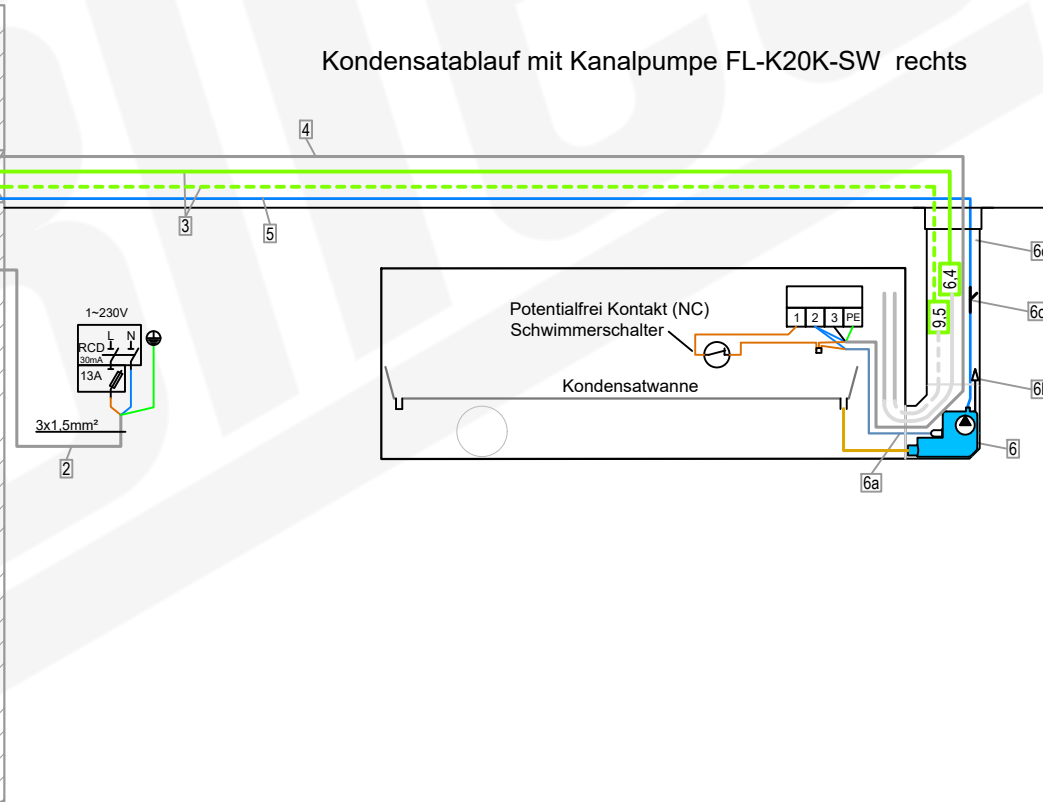 Kondensatablauf mit Kanalpumpe FL-K20K-SW rechts
4
3
5
6,4
9,5
1~230V
L N
RCD
30mA
13A
3x1,5mm²
2
Potentialfrei Kontakt (NC)
Schwimmerschalter
1 2 3 PE
Kondensatwanne
6
6a